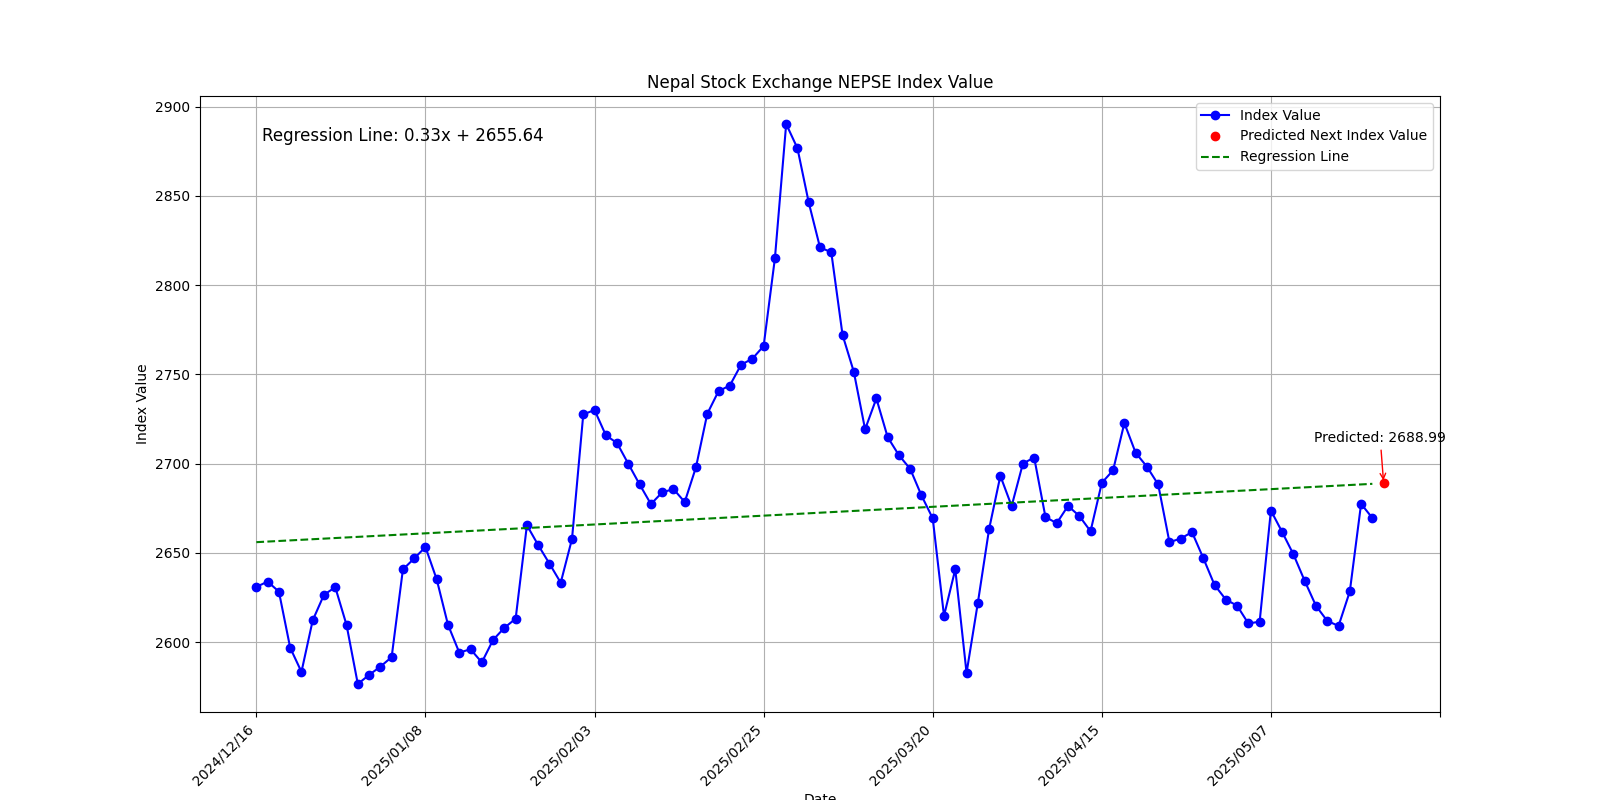 Nepal Stock Exchange NEPSE Index Value
Regression Line: 0.33x + 2655.64
Index Value
Predicted Next Index Value
Regression Line
Predicted: 2688.99
Index Value
2900
2850
2800
2750
2700
2650
2600
2024/12/16
2025/01/08
2025/02/03
2025/02/25
2025/03/20
2025/04/15
2025/05/07
Date